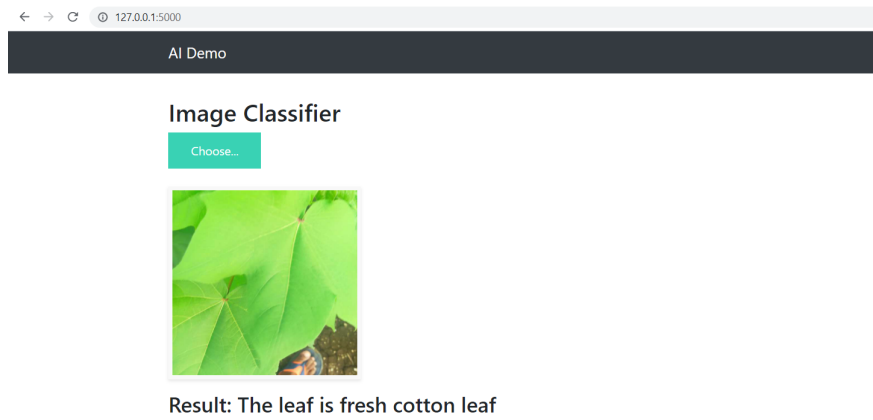 127.0.0.1:5000
AI Demo
Image Classifier
Choose...
Result: The leaf is fresh cotton leaf